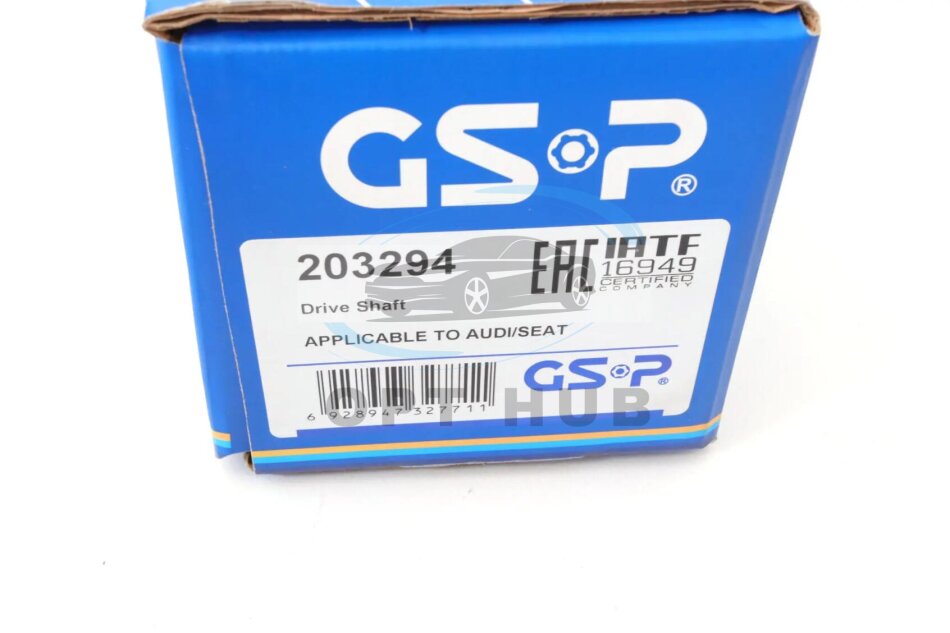 GSP®
203294
EAC
IATF
16949
CERTIFIED
COMPANY
Drive Shaft
APPLICABLE TO AUDI/SEAT
GSP®
6 928947 327711
OPT HUB